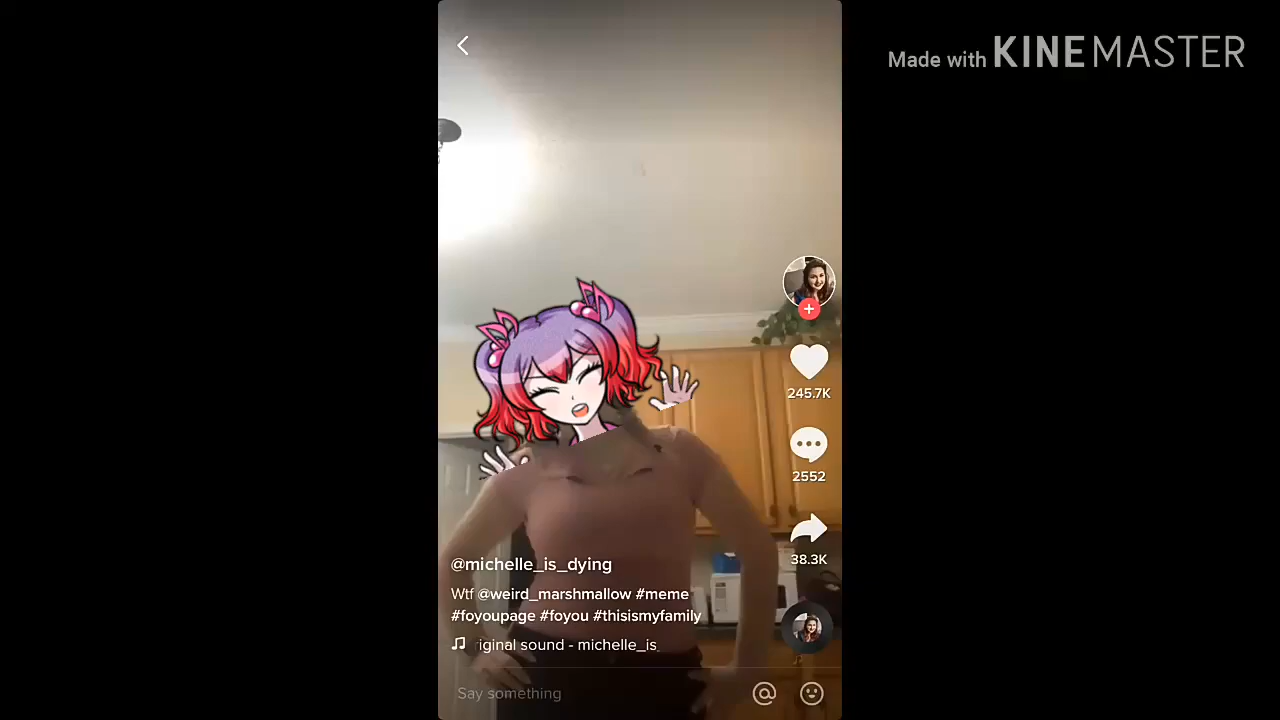 Made with KINEMASTER
245.7K
2552
38.3K
@michelle_is_dying
Wtf @weird_marshmallow #meme
#foyoupage #foyou #thisismyfamily
iginal sound - michelle_is
Say something